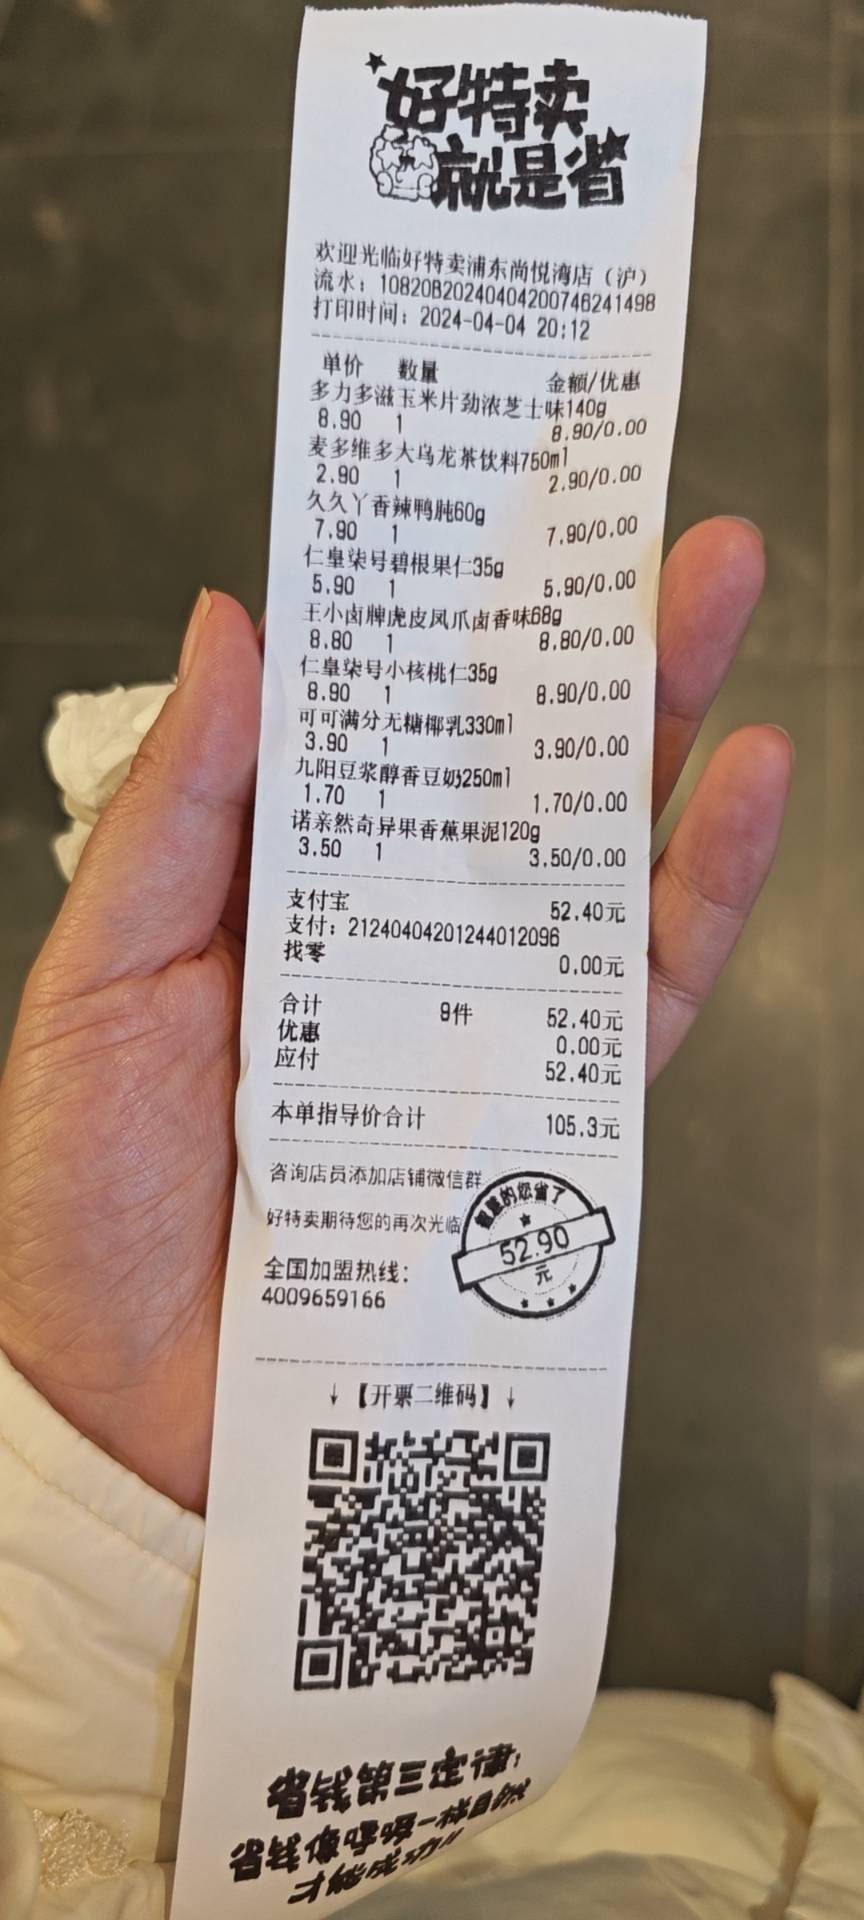 好特卖
就是省
欢迎光临好特卖浦东尚悦湾店（沪）
流水：10820B20240404200746241498
打印时间：2024-04-04 20:12
单价 数量 金额/优惠
多力多滋玉米片劲浓芝士味140g
8.90 1 8.90/0.00
麦多维多大乌龙茶饮料750ml
2.90 1 2.90/0.00
久久丫香辣鸭肫60g
7.90 1 7.90/0.00
仁皇柒号碧根果仁35g
5.90 1 5.90/0.00
王小卤牌虎皮凤爪卤香味68g
8.80 1 8.80/0.00
仁皇柒号小核桃仁35g
8.90 1 8.90/0.00
可可满分无糖椰乳330ml
3.90 1 3.90/0.00
九阳豆浆醇香豆奶250ml
1.70 1 1.70/0.00
诺亲然奇异果香蕉果泥120g
3.50 1 3.50/0.00
支付宝 52.40元
支付：21240404201244012096
找零 0.00元
合计 9件 52.40元
优惠 0.00元
应付 52.40元
本单指导价合计 105.3元
咨询店员添加店铺微信群
好特卖期待您的再次光临
全国加盟热线：
4009659166
的您省了
52.90
元
↓【开票二维码】↓
省钱第三定律：
省钱像呼吸一样自然
才能成功!!